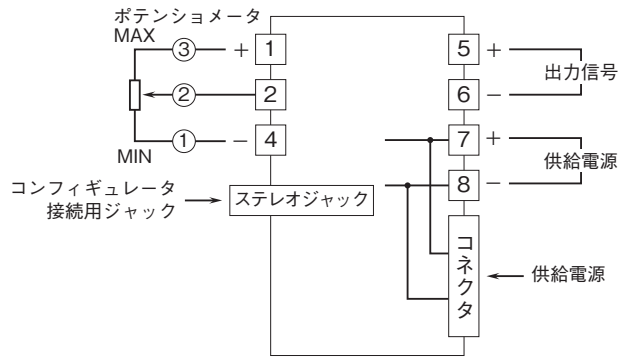 ポテンショメータ
MAX
③ + 1
② 2
① − 4
MIN
コンフィギュレータ
接続用ジャック
ステレオジャック
5 +
出力信号
6 −
7 +
供給電源
8 −
コネクタ
供給電源